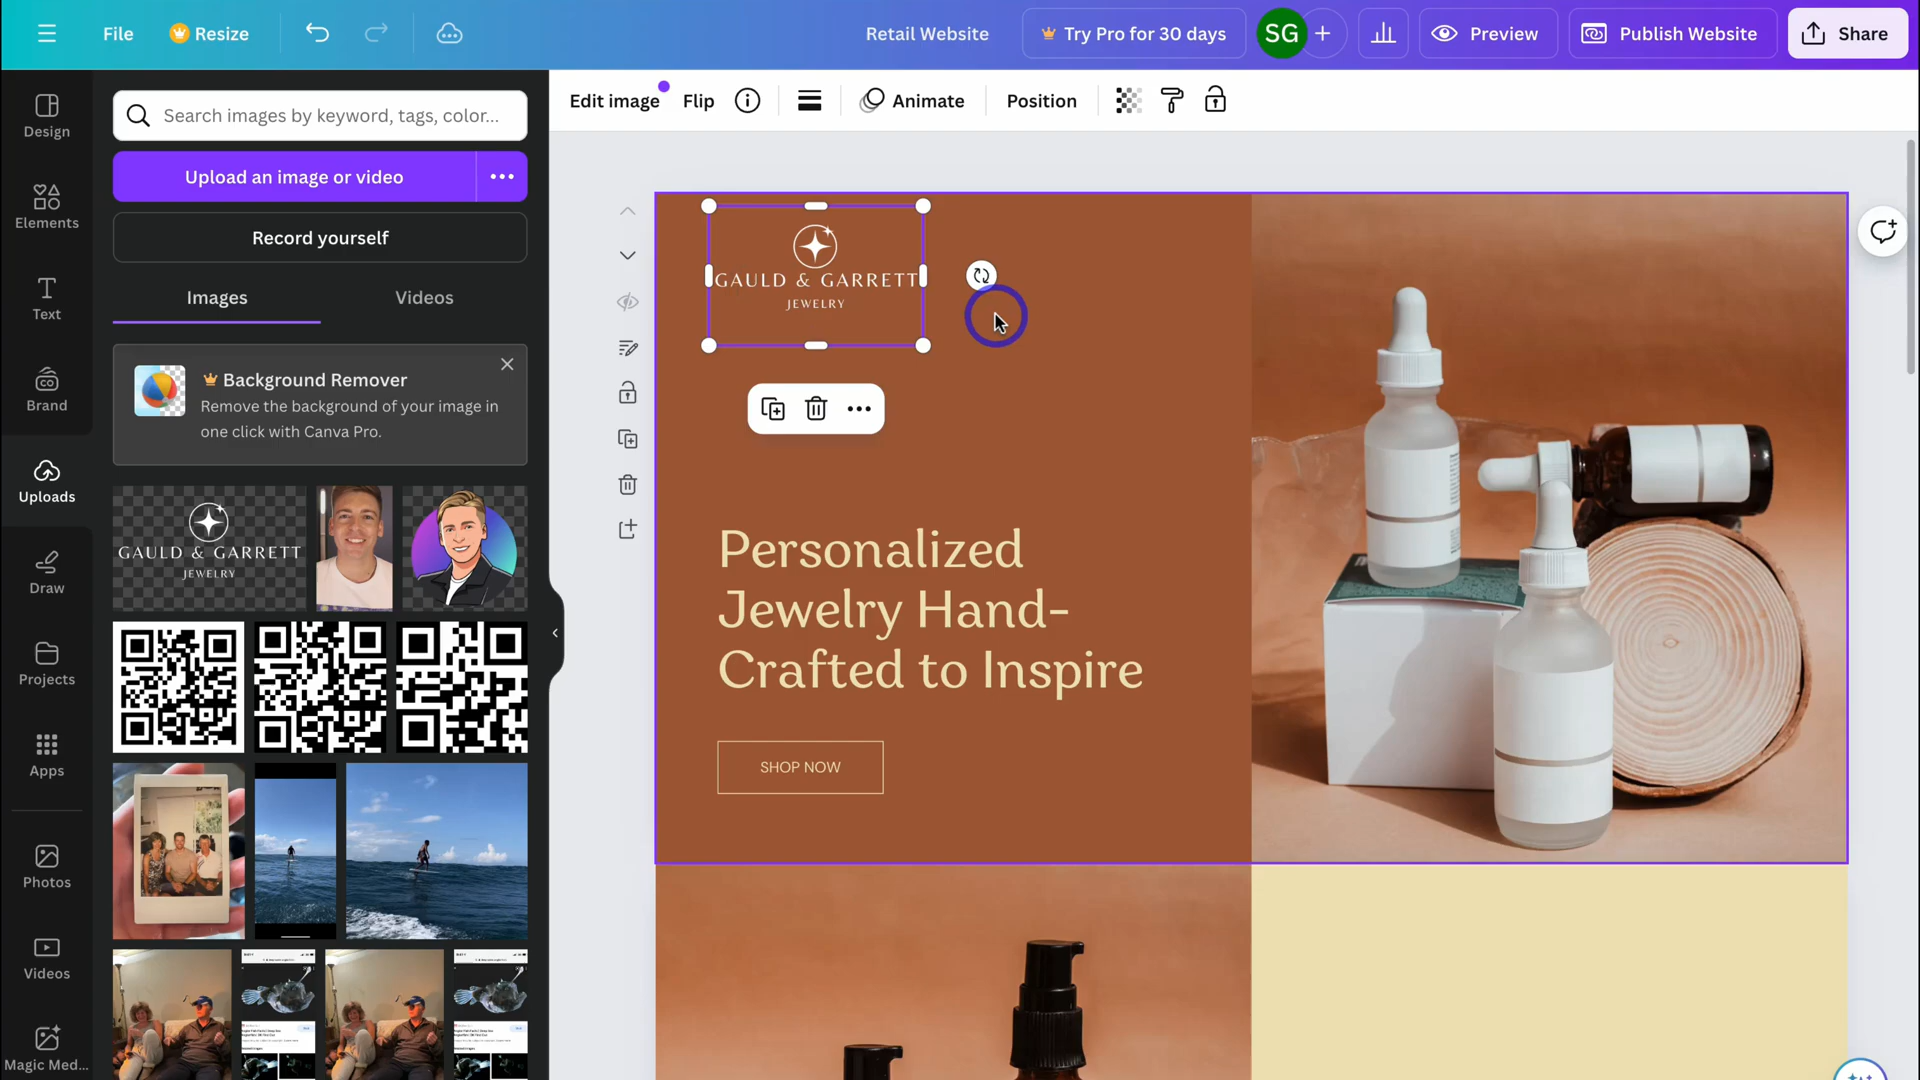 File
Resize
Retail Website
Try Pro for 30 days
SG
Preview
Publish Website
Share
Design
Elements
Text
Brand
Uploads
Draw
Projects
Apps
Photos
Videos
Magic Med...
Search images by keyword, tags, color...
Upload an image or video
Record yourself
Images
Videos
Background Remover
Remove the background of your image in
one click with Canva Pro.
GAULD & GARRETT
JEWELRY
Edit image
Flip
Animate
Position
GAULD & GARRETT
JEWELRY
Personalized
Jewelry Hand-
Crafted to Inspire
SHOP NOW